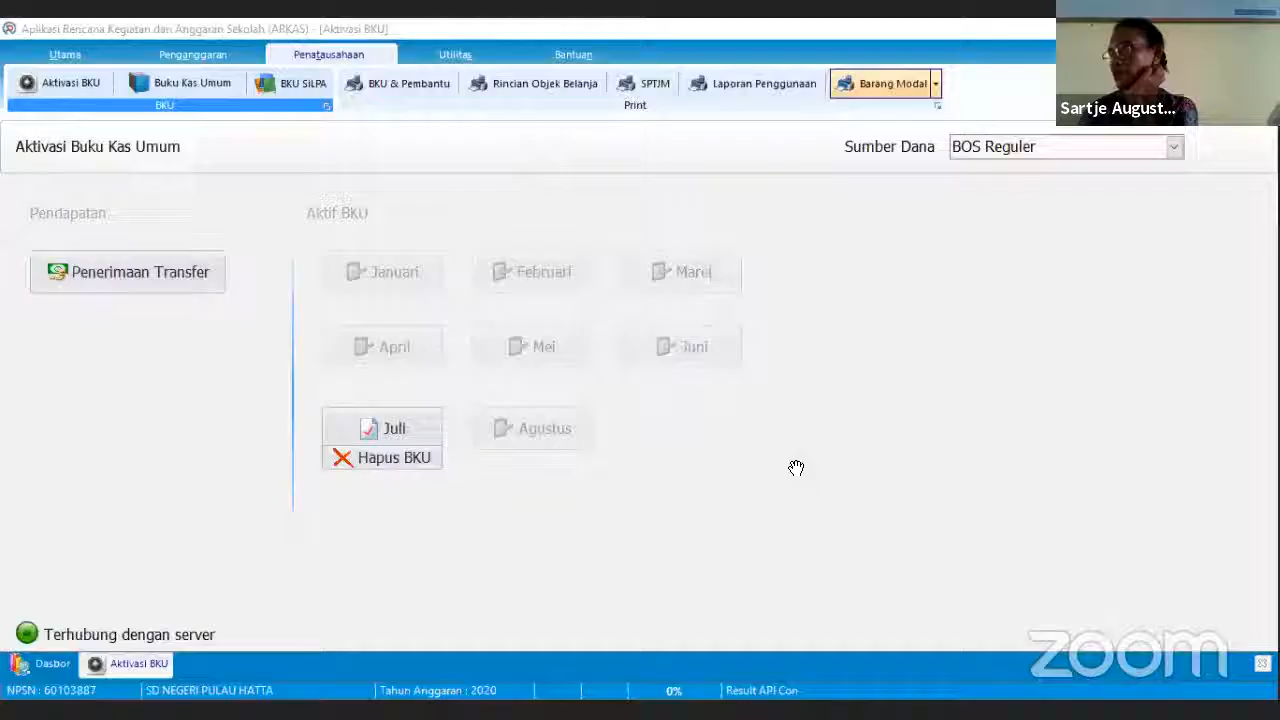 Aplikasi Rencana Kegiatan dan Anggaran Sekolah (ARKAS) - [Aktivasi BKU]
Utama Penganggaran Penatausahaan Utilitas Bantuan
Aktivasi BKU Buku Kas Umum BKU SiLPA BKU & Pembantu Rincian Objek Belanja SPTJM Laporan Penggunaan Barang Modal
BKU Print
Sartje August...
Aktivasi Buku Kas Umum Sumber Dana BOS Reguler
Pendapatan Aktif BKU
Penerimaan Transfer Januari Februari Maret
April Mei Juni
Juli Agustus
Hapus BKU
Terhubung dengan server
zoom
Dasbor Aktivasi BKU
NPSN : 60103887 SD NEGERI PULAU HATTA Tahun Anggaran : 2020 0% Result API Con